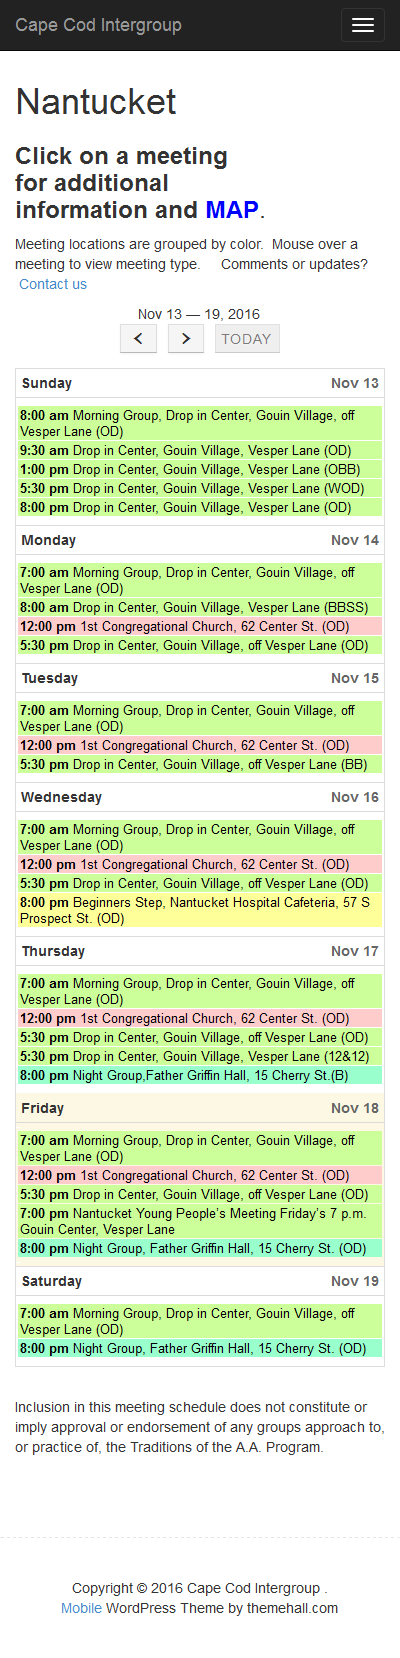 Cape Cod Intergroup
Nantucket
Click on a meeting
for additional
information and MAP.
Meeting locations are grouped by color.  Mouse over a
meeting to view meeting type.     Comments or updates?
Contact us
Nov 13 — 19, 2016
TODAY
Sunday Nov 13
8:00 am Morning Group, Drop in Center, Gouin Village, off
Vesper Lane (OD)
9:30 am Drop in Center, Gouin Village, Vesper Lane (OD)
1:00 pm Drop in Center, Gouin Village, Vesper Lane (OBB)
5:30 pm Drop in Center, Gouin Village, Vesper Lane (WOD)
8:00 pm Drop in Center, Gouin Village, Vesper Lane (OD)
Monday Nov 14
7:00 am Morning Group, Drop in Center, Gouin Village, off
Vesper Lane (OD)
8:00 am Drop in Center, Gouin Village, Vesper Lane (BBSS)
12:00 pm 1st Congregational Church, 62 Center St. (OD)
5:30 pm Drop in Center, Gouin Village, off Vesper Lane (OD)
Tuesday Nov 15
7:00 am Morning Group, Drop in Center, Gouin Village, off
Vesper Lane (OD)
12:00 pm 1st Congregational Church, 62 Center St. (OD)
5:30 pm Drop in Center, Gouin Village, off Vesper Lane (BB)
Wednesday Nov 16
7:00 am Morning Group, Drop in Center, Gouin Village, off
Vesper Lane (OD)
12:00 pm 1st Congregational Church, 62 Center St. (OD)
5:30 pm Drop in Center, Gouin Village, off Vesper Lane (OD)
8:00 pm Beginners Step, Nantucket Hospital Cafeteria, 57 S
Prospect St. (OD)
Thursday Nov 17
7:00 am Morning Group, Drop in Center, Gouin Village, off
Vesper Lane (OD)
12:00 pm 1st Congregational Church, 62 Center St. (OD)
5:30 pm Drop in Center, Gouin Village, off Vesper Lane (OD)
5:30 pm Drop in Center, Gouin Village, Vesper Lane (12&12)
8:00 pm Night Group,Father Griffin Hall, 15 Cherry St.(B)
Friday Nov 18
7:00 am Morning Group, Drop in Center, Gouin Village, off
Vesper Lane (OD)
12:00 pm 1st Congregational Church, 62 Center St. (OD)
5:30 pm Drop in Center, Gouin Village, off Vesper Lane (OD)
7:00 pm Nantucket Young People’s Meeting Friday’s 7 p.m.
Gouin Center, Vesper Lane
8:00 pm Night Group, Father Griffin Hall, 15 Cherry St. (OD)
Saturday Nov 19
7:00 am Morning Group, Drop in Center, Gouin Village, off
Vesper Lane (OD)
8:00 pm Night Group, Father Griffin Hall, 15 Cherry St. (OD)
Inclusion in this meeting schedule does not constitute or
imply approval or endorsement of any groups approach to,
or practice of, the Traditions of the A.A. Program.
Copyright © 2016 Cape Cod Intergroup .
Mobile WordPress Theme by themehall.com